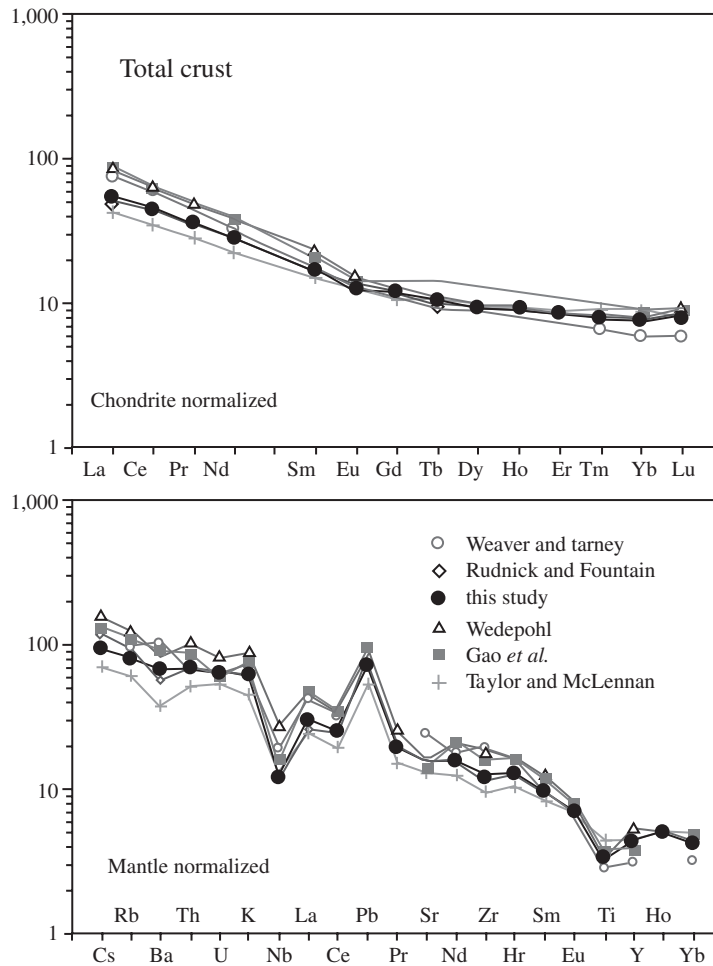 1,000
Total crust
100
10
Chondrite normalized
1
La Ce Pr Nd Sm Eu Gd Tb Dy Ho Er Tm Yb Lu
1,000
Weaver and tarney
Rudnick and Fountain
this study
100
Wedepohl
Gao et al.
Taylor and McLennan
10
Mantle normalized
Rb Th K La Pb Sr Zr Sm Ti Ho
1
Cs Ba U Nb Ce Pr Nd Hr Eu Y Yb